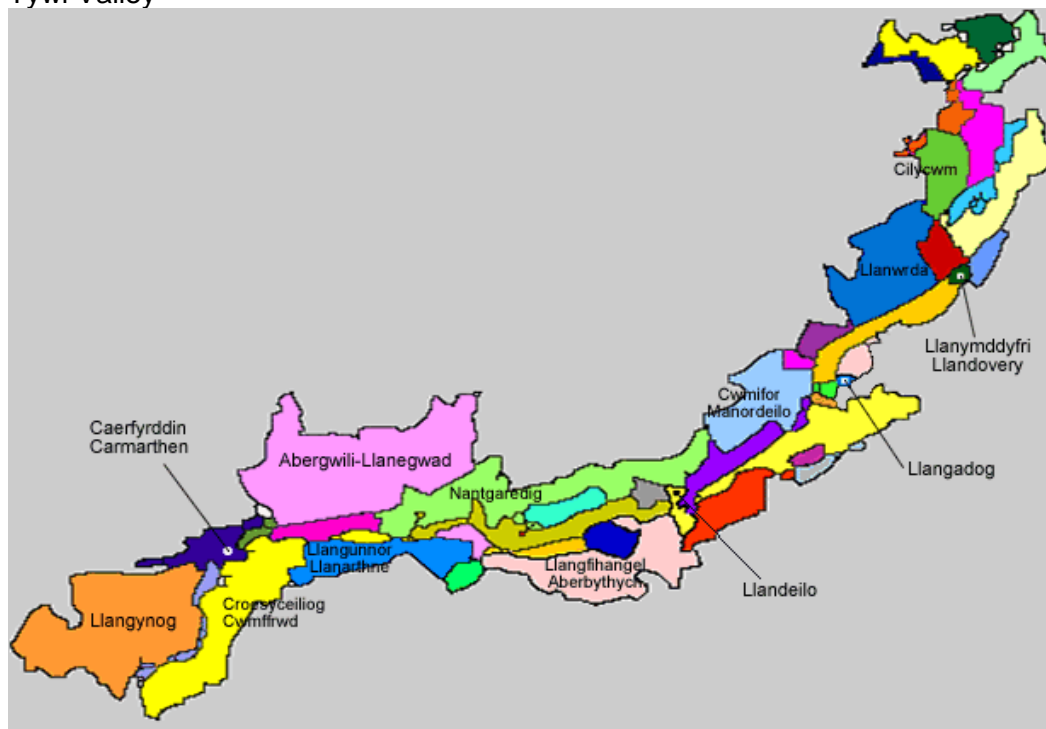 Tywi Valley
Cilycwm
Llanwrda
Llanymddyfri
Llandovery
Cwmifor
Manordeilo
Caerfyrddin
Carmarthen
Abergwili-Llanegwad
Llangadog
Nantgaredig
Llangunnor
Llanarthne
Llangfihangel
Aberbythych
Llandeilo
Croesyceiliog
Cwmffrwd
Llangynog